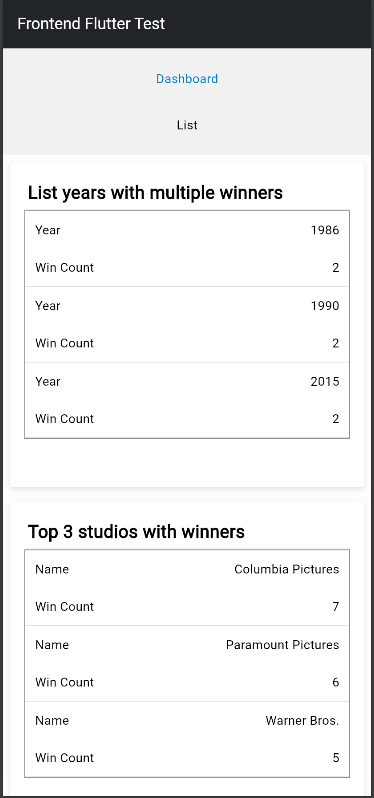 Frontend Flutter Test
Dashboard
List
List years with multiple winners
Year 1986
Win Count 2
Year 1990
Win Count 2
Year 2015
Win Count 2
Top 3 studios with winners
Name Columbia Pictures
Win Count 7
Name Paramount Pictures
Win Count 6
Name Warner Bros.
Win Count 5